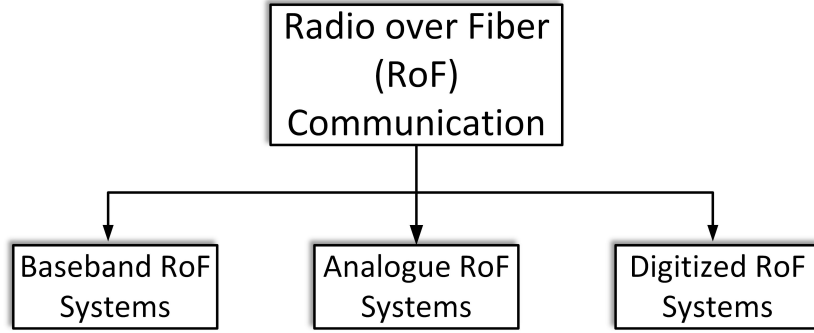 Radio over Fiber
(RoF)
Communication
Baseband RoF
Systems
Analogue RoF
Systems
Digitized RoF
Systems